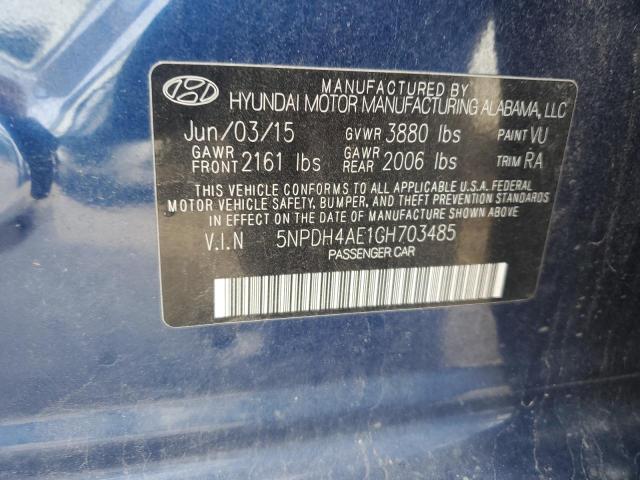 MANUFACTURED BY
HYUNDAI MOTOR MANUFACTURING ALABAMA, LLC
Jun/03/15 GVWR 3880 lbs PAINT VU
GAWR FRONT 2161 lbs GAWR REAR 2006 lbs TRIM RA
THIS VEHICLE CONFORMS TO ALL APPLICABLE U.S.A. FEDERAL
MOTOR VEHICLE SAFETY, BUMPER, AND THEFT PREVENTION STANDARDS
IN EFFECT ON THE DATE OF MANUFACTURE SHOWN ABOVE
V.I.N 5NPDH4AE1GH703485
PASSENGER CAR